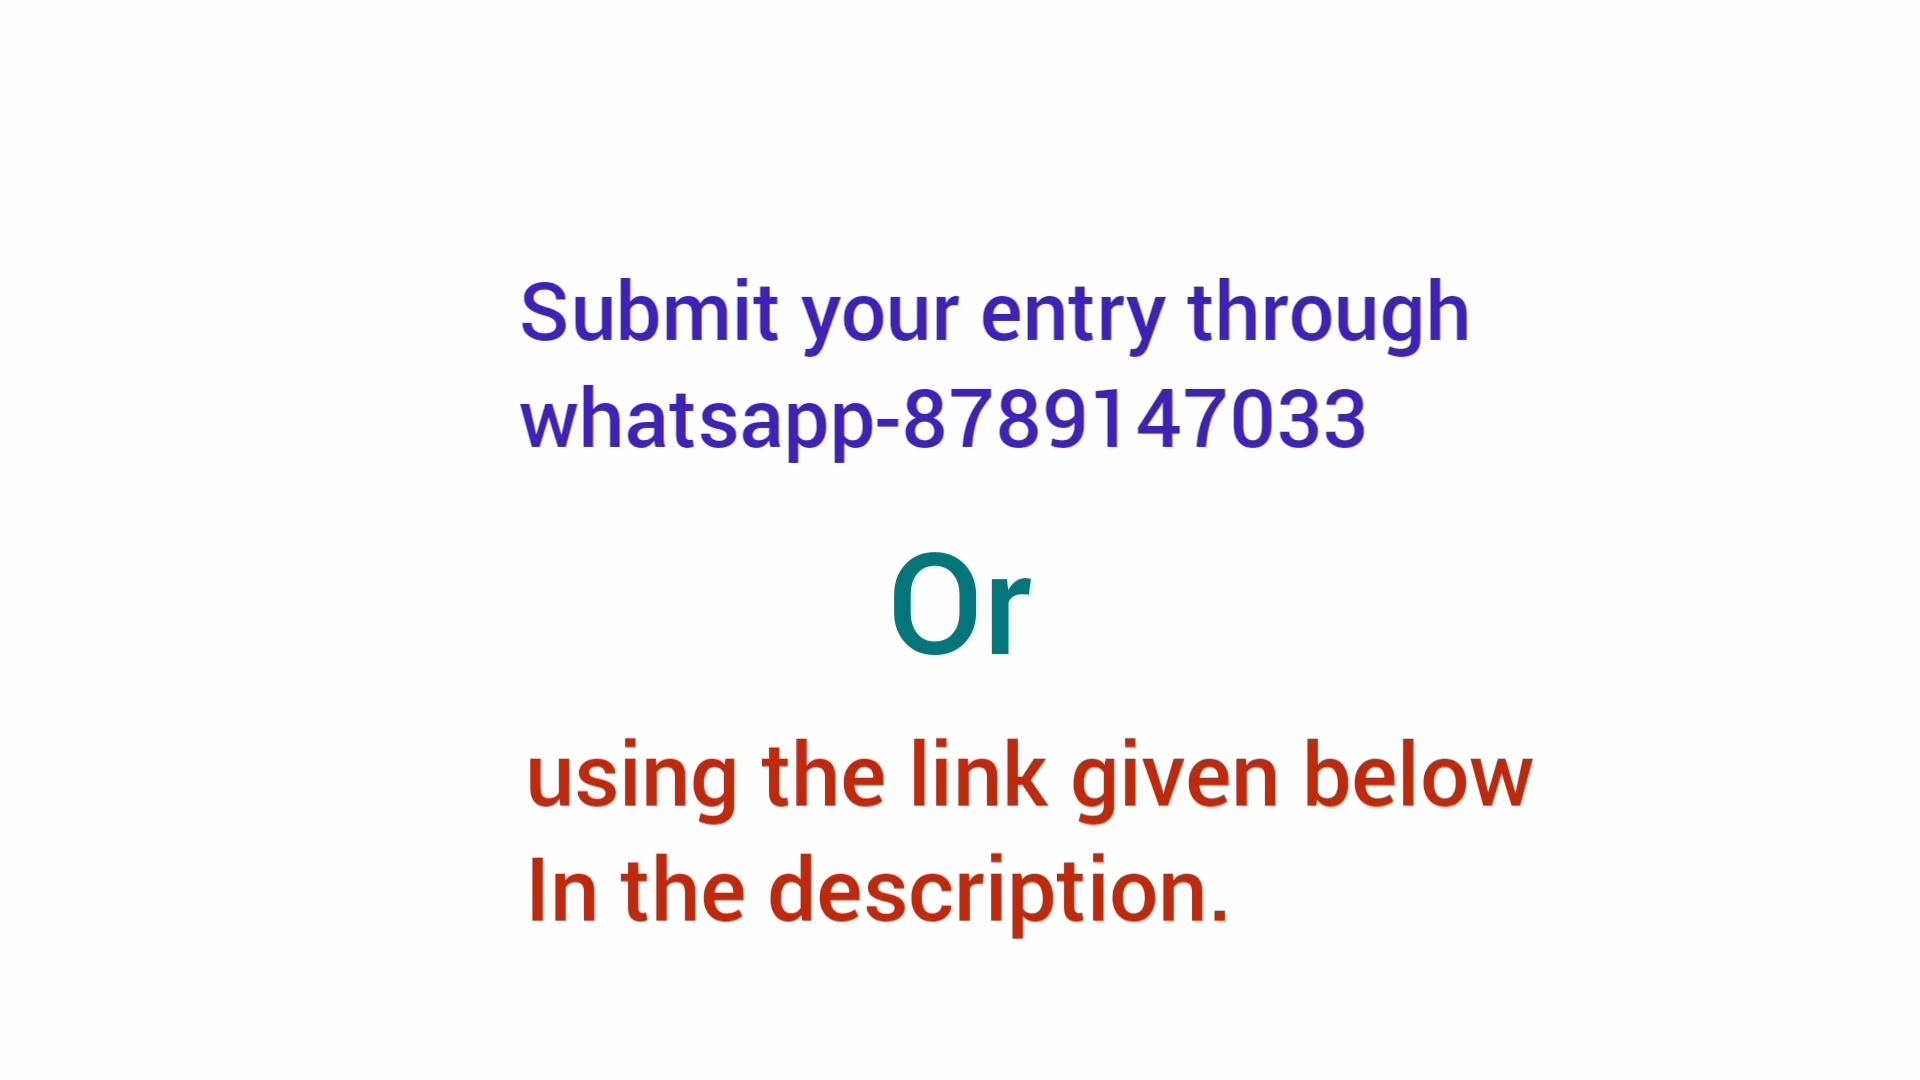 Submit your entry through
whatsapp-8789147033
Or
using the link given below
In the description.